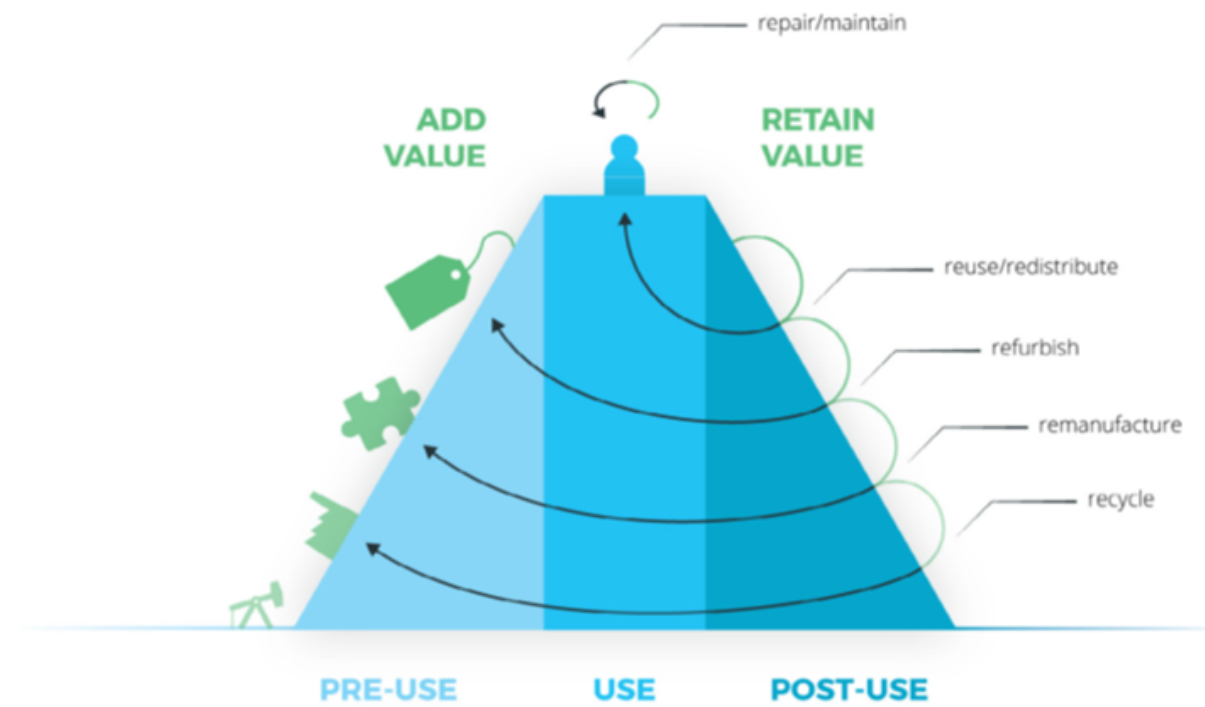 repair/maintain
ADD
VALUE
RETAIN
VALUE
reuse/redistribute
refurbish
remanufacture
recycle
PRE-USE
USE
POST-USE